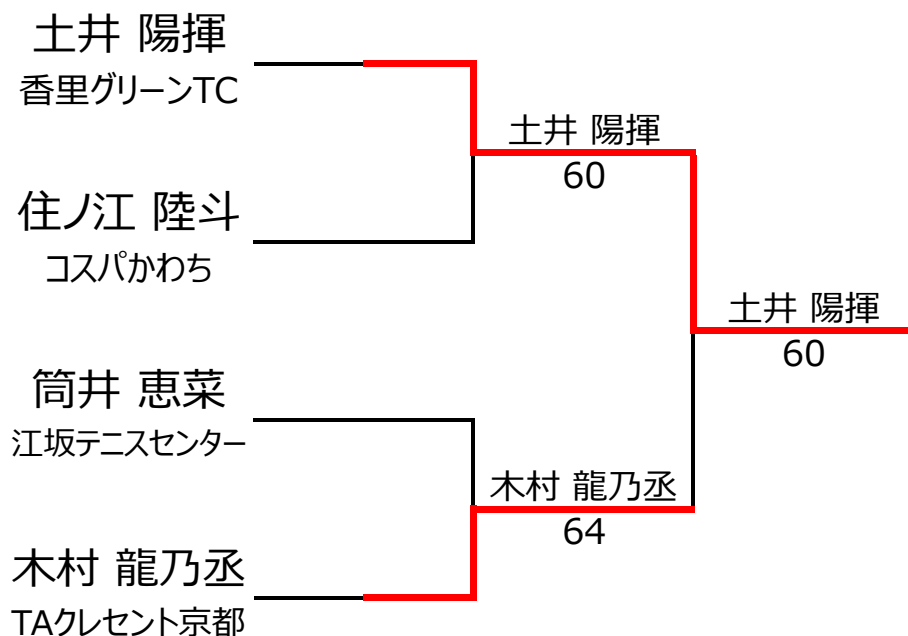 土井 陽揮
香里グリーンTC
土井 陽揮
60
住ノ江 陸斗
コスパかわち
土井 陽揮
60
筒井 恵菜
江坂テニスセンター
木村 龍乃丞
64
木村 龍乃丞
TAクレセント京都